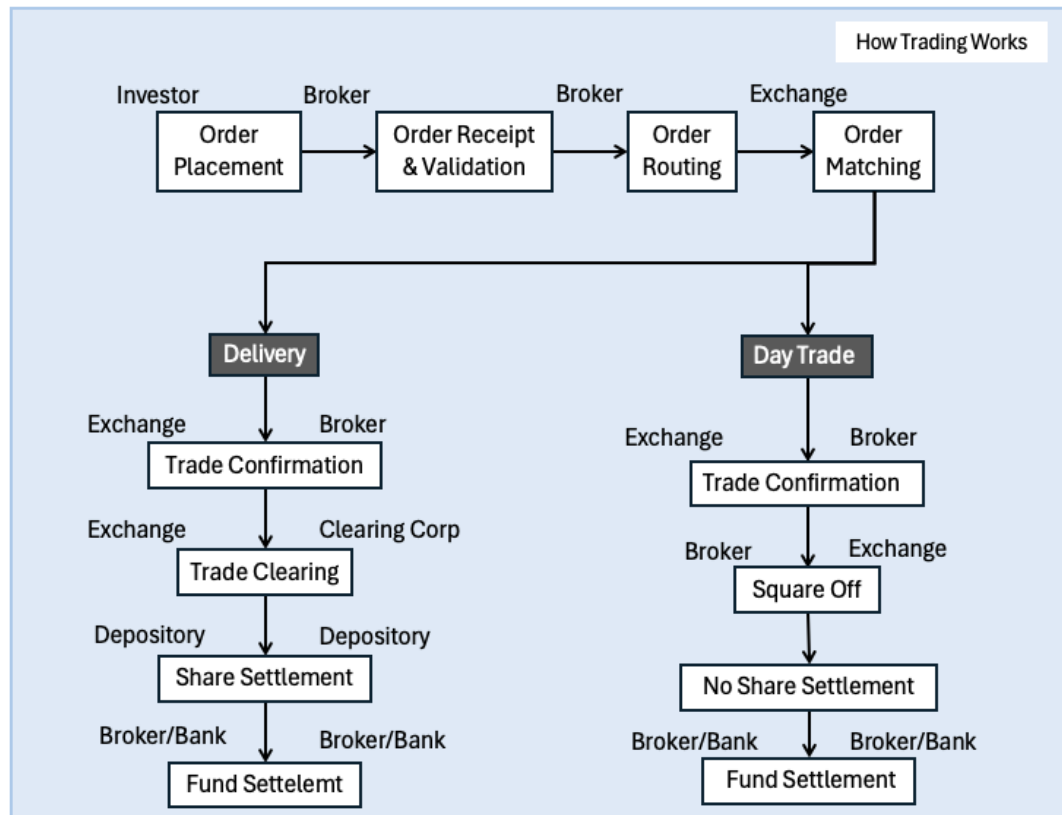 How Trading Works
Investor
Broker
Broker
Exchange
Order
Placement
Order Receipt
& Validation
Order
Routing
Order
Matching
Delivery
Exchange
Broker
Trade Confirmation
Exchange
Clearing Corp
Trade Clearing
Depository
Depository
Share Settlement
Broker/Bank
Broker/Bank
Fund Settelemt
Day Trade
Exchange
Broker
Trade Confirmation
Broker
Exchange
Square Off
No Share Settlement
Broker/Bank
Broker/Bank
Fund Settlement